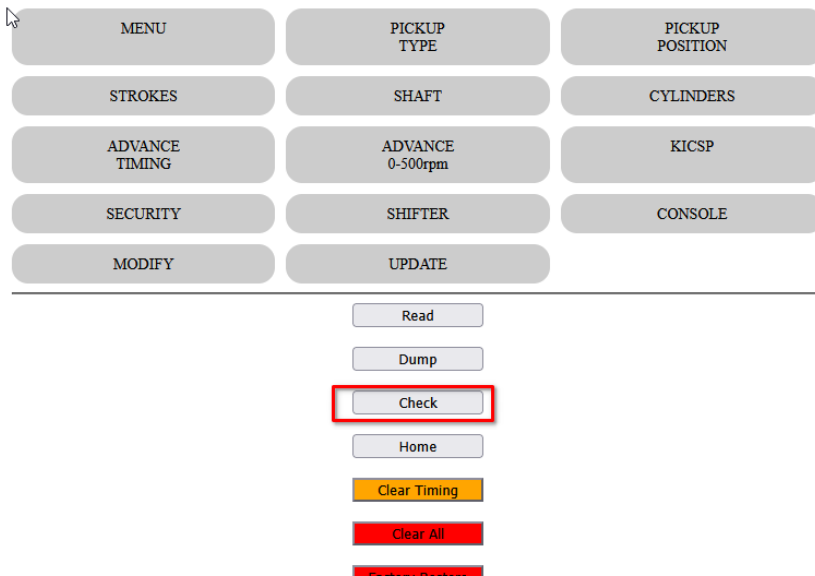 MENU
PICKUP
TYPE
PICKUP
POSITION
STROKES
SHAFT
CYLINDERS
ADVANCE
TIMING
ADVANCE
0-500rpm
KICSP
SECURITY
SHIFTER
CONSOLE
MODIFY
UPDATE
Read
Dump
Check
Home
Clear Timing
Clear All